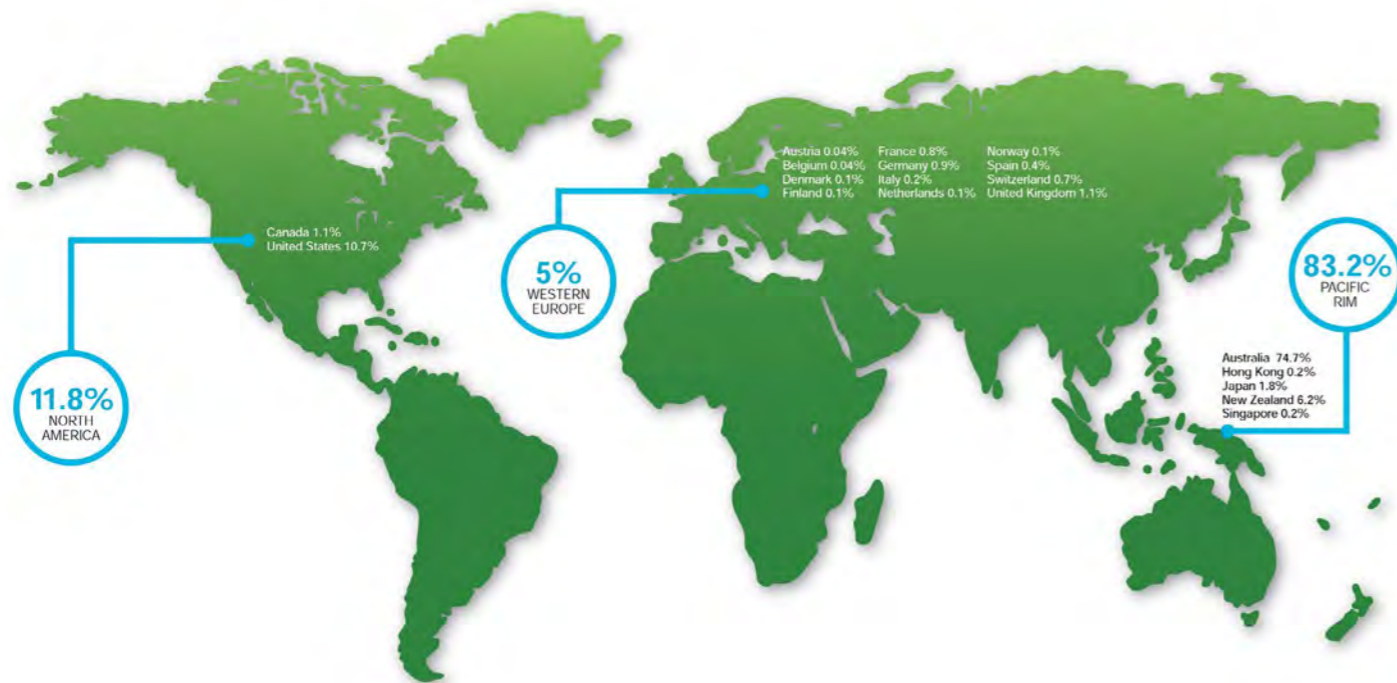 Austria 0.04% France 0.8% Norway 0.1%
Belgium 0.04% Germany 0.9% Spain 0.4%
Denmark 0.1% Italy 0.2% Switzerland 0.7%
Finland 0.1% Netherlands 0.1% United Kingdom 1.1%
Canada 1.1%
United States 10.7%
5%
WESTERN
EUROPE
83.2%
PACIFIC
RIM
Australia 74.7%
Hong Kong 0.2%
Japan 1.8%
New Zealand 6.2%
Singapore 0.2%
11.8%
NORTH
AMERICA